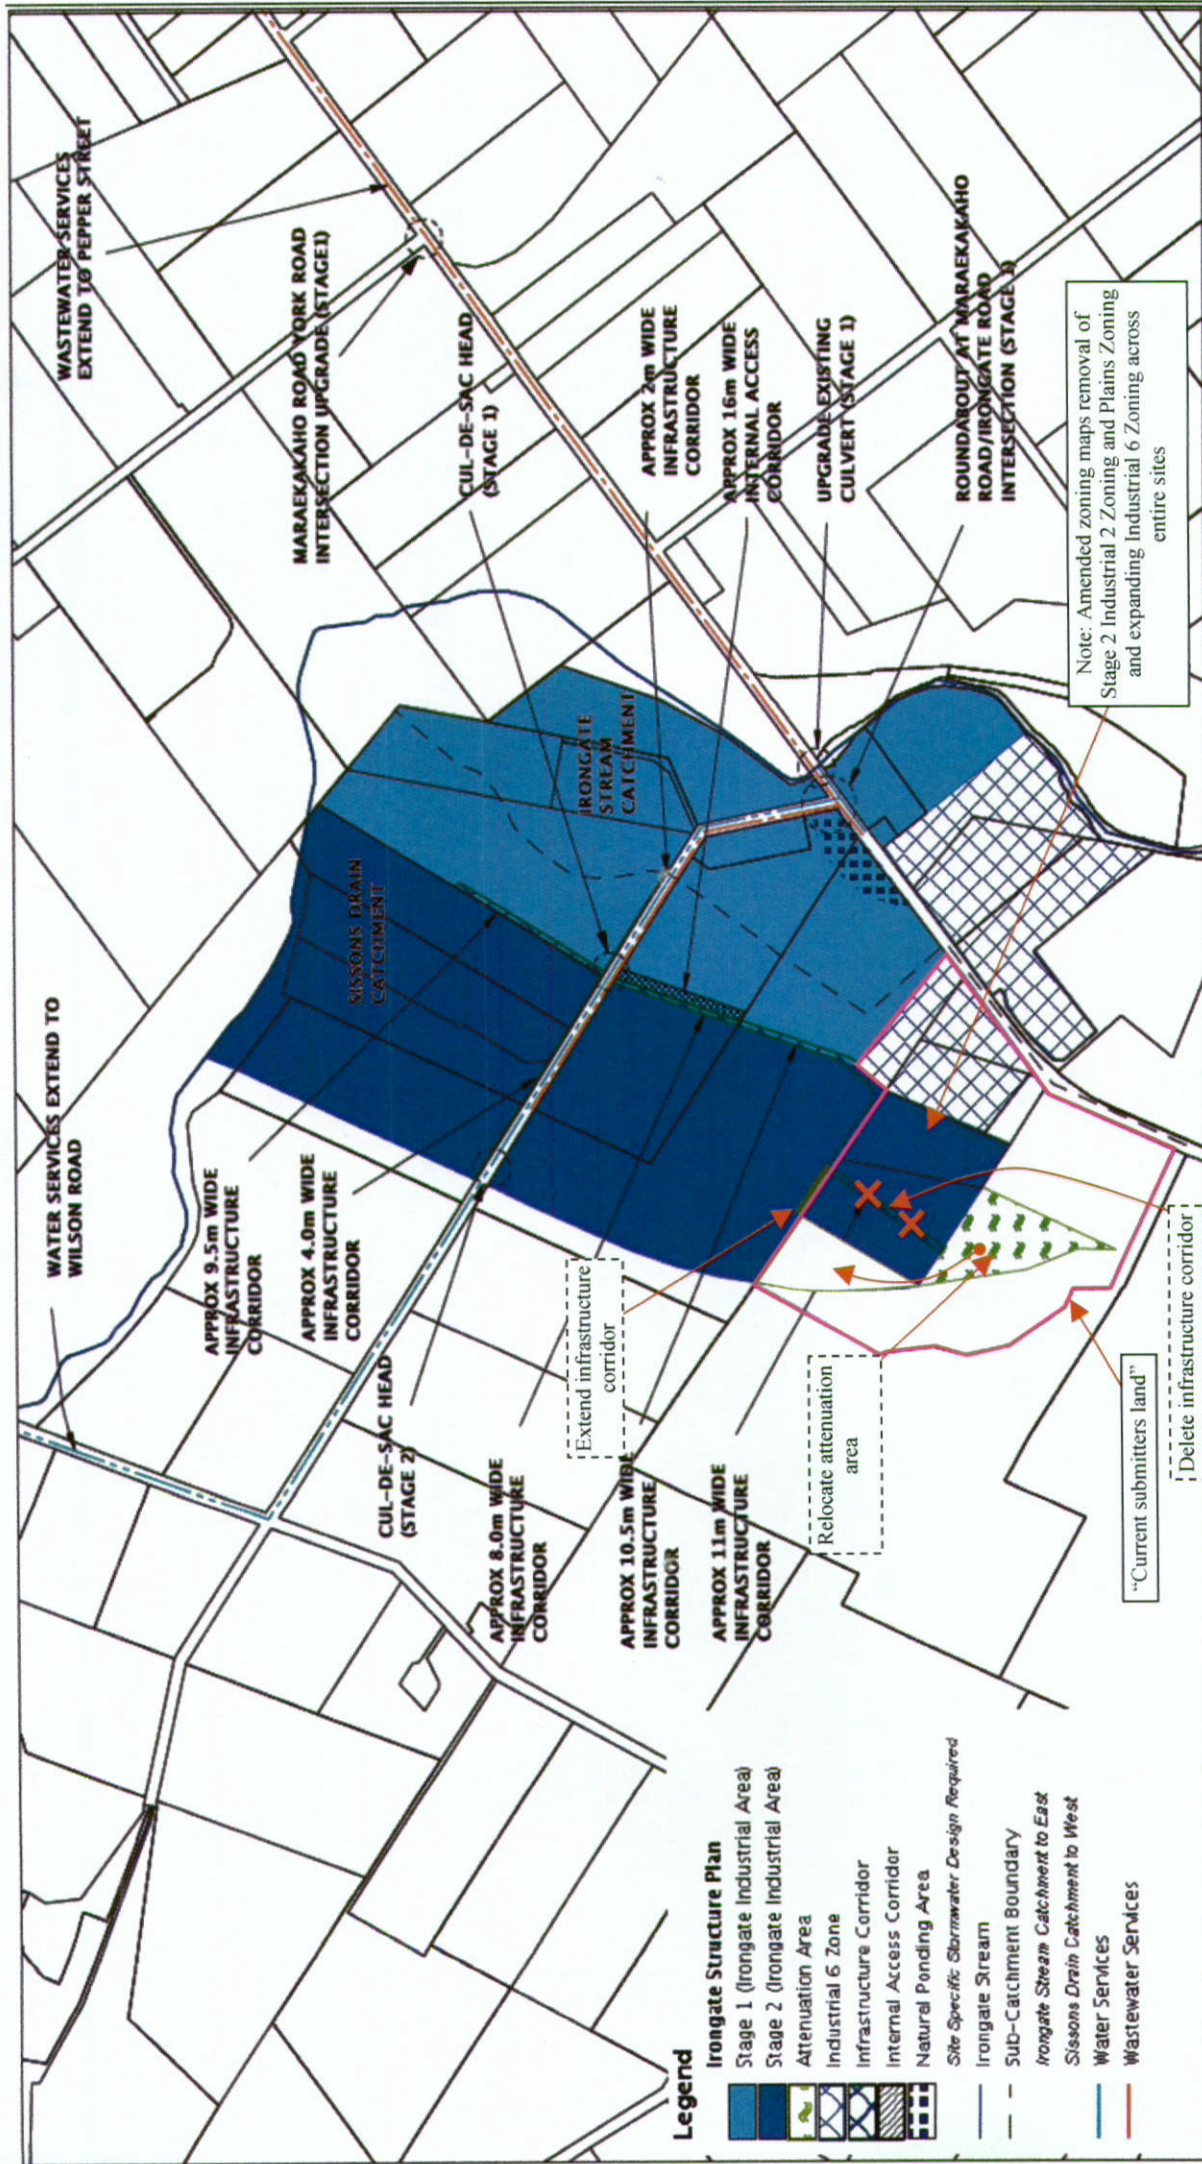 WASTEWATER SERVICES
EXTEND TO PEPPER STREET
MARAEKAKAHO ROAD YORK ROAD
INTERSECTION UPGRADE (STAGE1)
CUL-DE-SAC HEAD
(STAGE 1)
APPROX 2m WIDE
INFRASTRUCTURE
CORRIDOR
APPROX 16m WIDE
INTERNAL ACCESS
CORRIDOR
UPGRADE EXISTING
CULVERT (STAGE 1)
ROUNDABOUT AT MARAEKAKAHO
ROAD/IRONGATE ROAD
INTERSECTION (STAGE 1)
Note: Amended zoning maps removal of
Stage 2 Industrial 2 Zoning and Plains Zoning
and expanding Industrial 6 Zoning across
entire sites
IRONGATE
STREAM
CATCHMENT
SISSONS DRAIN
CATCHMENT
WATER SERVICES EXTEND TO
WILSON ROAD
APPROX 9.5m WIDE
INFRASTRUCTURE
CORRIDOR
APPROX 4.0m WIDE
INFRASTRUCTURE
CORRIDOR
CUL-DE-SAC HEAD
(STAGE 2)
APPROX 8.0m WIDE
INFRASTRUCTURE
CORRIDOR
APPROX 10.5m WIDE
INFRASTRUCTURE
CORRIDOR
APPROX 11m WIDE
INFRASTRUCTURE
CORRIDOR
Extend infrastructure
corridor
Relocate attenuation
area
"Current submitters land"
Delete infrastructure corridor
Legend
Irongate Structure Plan
Stage 1 (Irongate Industrial Area)
Stage 2 (Irongate Industrial Area)
Attenuation Area
Industrial 6 Zone
Infrastructure Corridor
Internal Access Corridor
Natural Ponding Area
Site Specific Stormwater Design Required
Irongate Stream
Sub-Catchment Boundary
Irongate Stream Catchment to East
Sissons Drain Catchment to West
Water Services
Wastewater Services